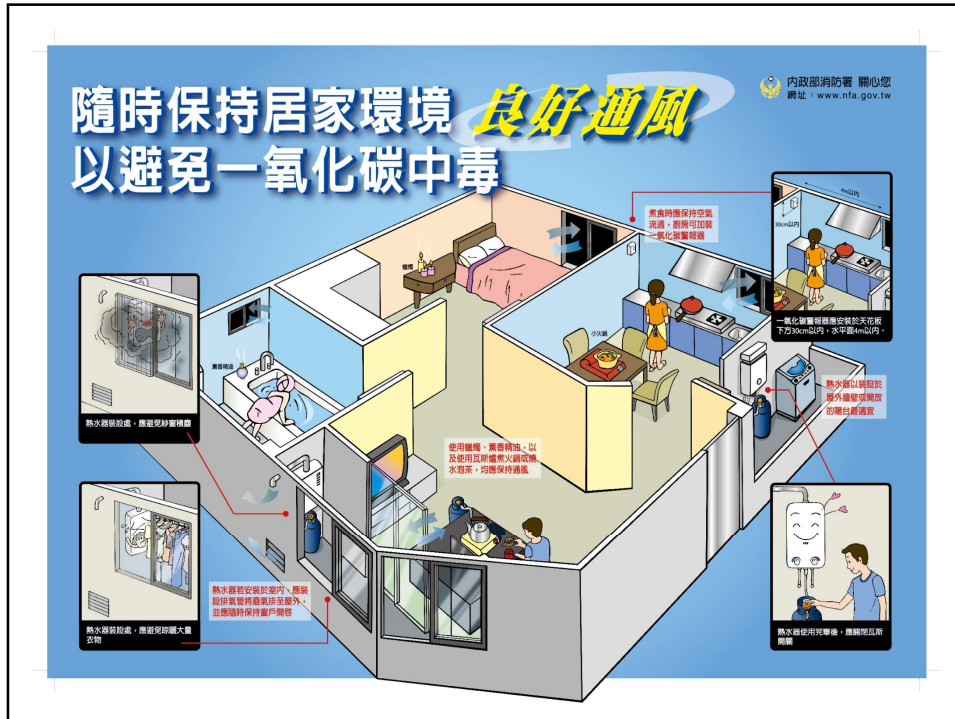 隨時保持居家環境 良好通風
以避免一氧化碳中毒
內政部消防署 關心您
網址：www.nfa.gov.tw
煮食時應保持空氣
流通，廚房可加裝
一氧化碳警報器
4m以內
30cm以內
一氧化碳警報器應安裝於天花板
下方30cm以內，水平面4m以內。
蠟燭
小火鍋
薰香精油
熱水器裝設處，應避免紗窗積塵
熱水器以裝設於
屋外牆壁或開放
的陽台最適宜
使用蠟燭、薰香精油，以
及使用瓦斯爐煮火鍋或燒
水泡茶，均應保持通風
熱水器若安裝於室內，應裝
設排氣管將廢氣排至屋外，
並應隨時保持窗戶開啓
熱水器裝設處，應避免晾曬大量
衣物
熱水器使用完畢後，應關閉瓦斯
開關